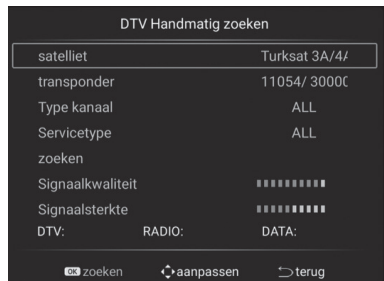 DTV Handmatig zoeken
satelliet Turksat 3A/4A
transponder 11054/ 3000
Type kanaal ALL
Servicetype ALL
zoeken
Signaalkwaliteit
Signaalsterkte
DTV: RADIO: DATA:
OK zoeken aanpassen terug